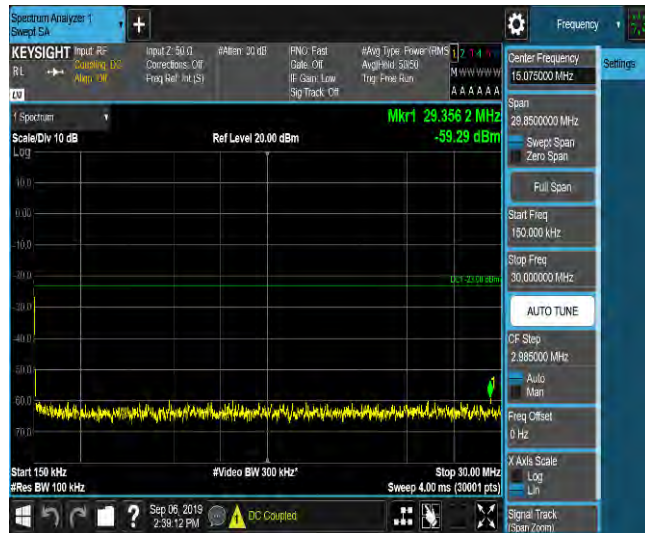 Spectrum Analyzer 1
Swept SA
+
Frequency
KEYSIGHT
Input: RF
Coupling: DC
Align: Off
Input Z: 50 Ω
Corrections: Off
Freq Ref: Int (S)
#Atten: 30 dB
PNO: Fast
Gate: Off
IF Gain: Low
Sig Track: Off
#Avg Type: Power (RMS
Avg|Hold: 50/50
Trig: Free Run
M W W W W W
A A A A A A
RL
1 Spectrum
Scale/Div 10 dB
Log
Ref Level 20.00 dBm
Mkr1 29.356 2 MHz
-59.29 dBm
10.0
0.00
-10.0
-20.0
-30.0
-40.0
-50.0
-60.0
-70.0
DL1 -23.00 dBm
1
Start 150 kHz
#Res BW 100 kHz
#Video BW 300 kHz*
Stop 30.00 MHz
Sweep 4.00 ms (30001 pts)
Center Frequency
15.075000 MHz
Settings
Span
29.8500000 MHz
Swept Span
Zero Span
Full Span
Start Freq
150.000 kHz
Stop Freq
30.000000 MHz
AUTO TUNE
CF Step
2.985000 MHz
Auto
Man
Freq Offset
0 Hz
X Axis Scale
Log
Lin
Signal Track
(Span Zoom)
?
Sep 06, 2019
2:39:12 PM
DC Coupled